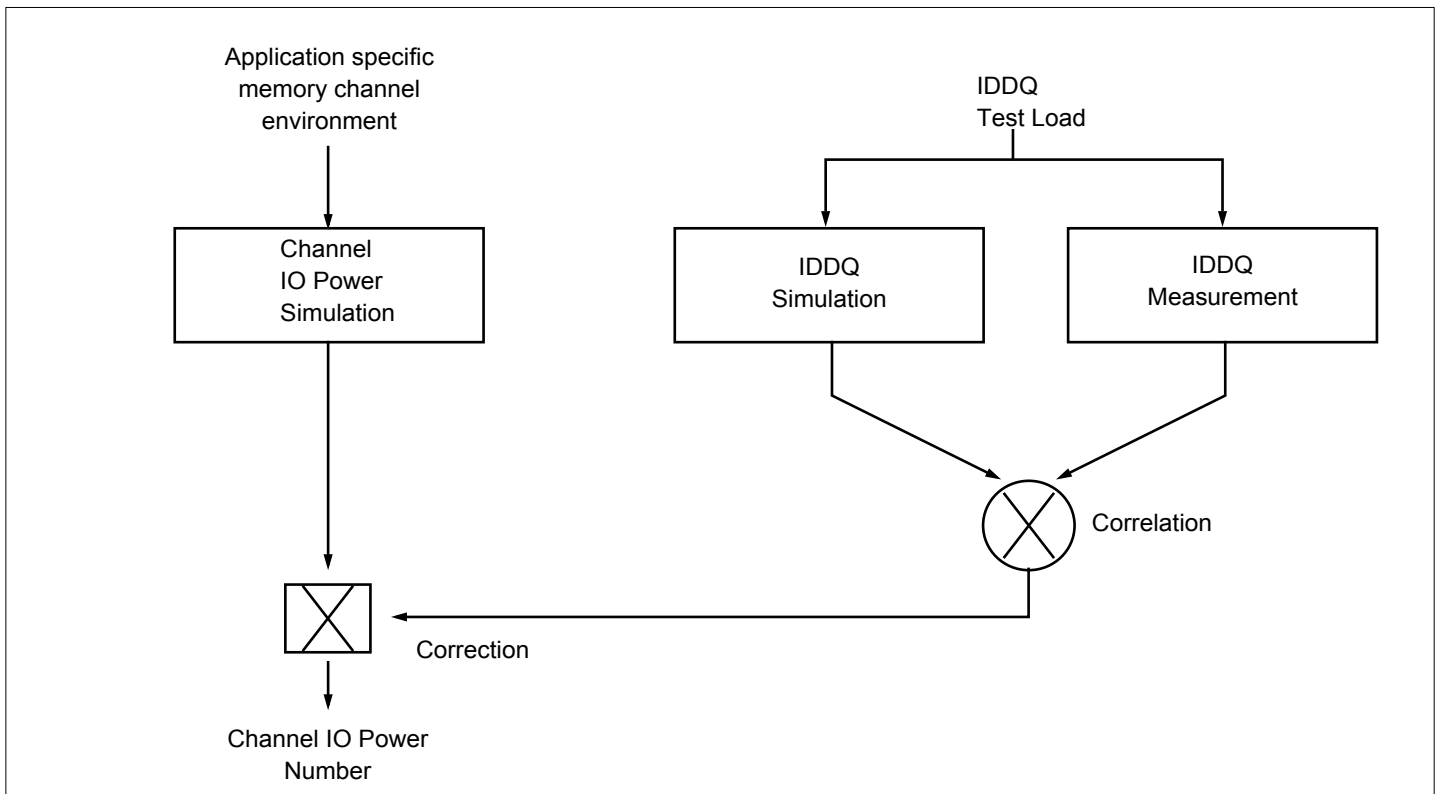 Application specific
memory channel
environment
IDDQ
Test Load
Channel
IO Power
Simulation
IDDQ
Simulation
IDDQ
Measurement
Correlation
Correction
Channel IO Power
Number